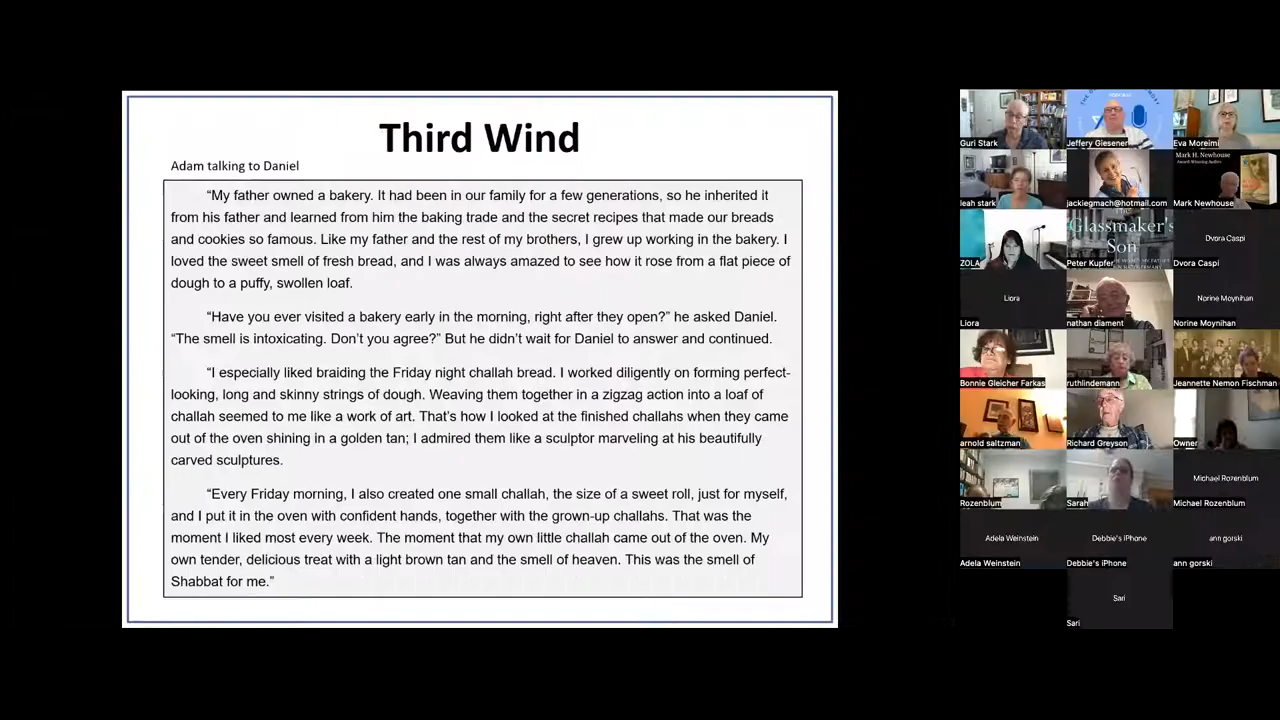 Third Wind
Adam talking to Daniel
“My father owned a bakery. It had been in our family for a few generations, so he inherited it
from his father and learned from him the baking trade and the secret recipes that made our breads
and cookies so famous. Like my father and the rest of my brothers, I grew up working in the bakery. I
loved the sweet smell of fresh bread, and I was always amazed to see how it rose from a flat piece of
dough to a puffy, swollen loaf.
“Have you ever visited a bakery early in the morning, right after they open?” he asked Daniel.
“The smell is intoxicating. Don’t you agree?” But he didn’t wait for Daniel to answer and continued.
“I especially liked braiding the Friday night challah bread. I worked diligently on forming perfect-
looking, long and skinny strings of dough. Weaving them together in a zigzag action into a loaf of
challah seemed to me like a work of art. That’s how I looked at the finished challahs when they came
out of the oven shining in a golden tan; I admired them like a sculptor marveling at his beautifully
carved sculptures.
“Every Friday morning, I also created one small challah, the size of a sweet roll, just for myself,
and I put it in the oven with confident hands, together with the grown-up challahs. That was the
moment I liked most every week. The moment that my own little challah came out of the oven. My
own tender, delicious treat with a light brown tan and the smell of heaven. This was the smell of
Shabbat for me.”
Guri Stark
Jeffery Giesener
Eva Moreimi
leah stark
jackiegmach@hotmail.com
Mark H. Newhouse
Award-Winning Author
Mark Newhouse
ZOLA
Glassmaker's
Son
Peter Kupfer
Dvora Caspi
Dvora Caspi
Liora
Liora
nathan diament
Norine Moynihan
Norine Moynihan
Bonnie Gleicher Farkas
ruthlindemann
Jeannette Nemon Fischman
arnold saltzman
Richard Greyson
Owner
Rozenblum
Sarah
Michael Rozenblum
Michael Rozenblum
Adela Weinstein
Adela Weinstein
Debbie's iPhone
Debbie's iPhone
ann gorski
ann gorski
Sari
Sari